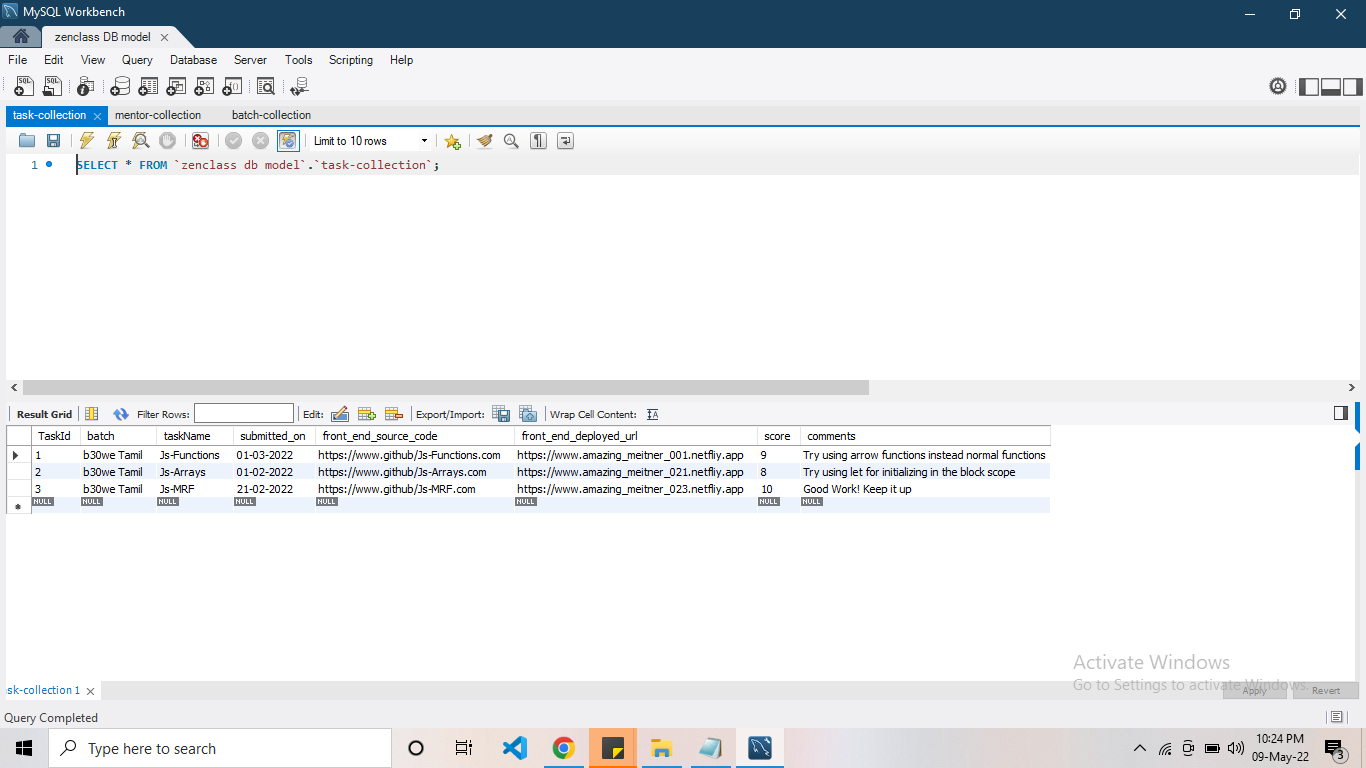 MySQL Workbench
zenclass DB model
File Edit View Query Database Server Tools Scripting Help
task-collection mentor-collection batch-collection
Limit to 10 rows
1 SELECT * FROM `zenclass db model`.`task-collection`;
Result Grid Filter Rows: Edit: Export/Import: Wrap Cell Content: IA
TaskId batch taskName submitted_on front_end_source_code front_end_deployed_url score comments
1 b30we Tamil Js-Functions 01-03-2022 https://www.github/Js-Functions.com https://www.amazing_meitner_001.netfliy.app 9 Try using arrow functions instead normal functions
2 b30we Tamil Js-Arrays 01-02-2022 https://www.github/Js-Arrays.com https://www.amazing_meitner_021.netfliy.app 8 Try using let for initializing in the block scope
3 b30we Tamil Js-MRF 21-02-2022 https://www.github/Js-MRF.com https://www.amazing_meitner_023.netfliy.app 10 Good Work! Keep it up
NULL NULL NULL NULL NULL NULL NULL NULL
Activate Windows
Go to Settings to activate Windows.
sk-collection 1 Apply Revert
Query Completed
Type here to search
10:24 PM
09-May-22
3